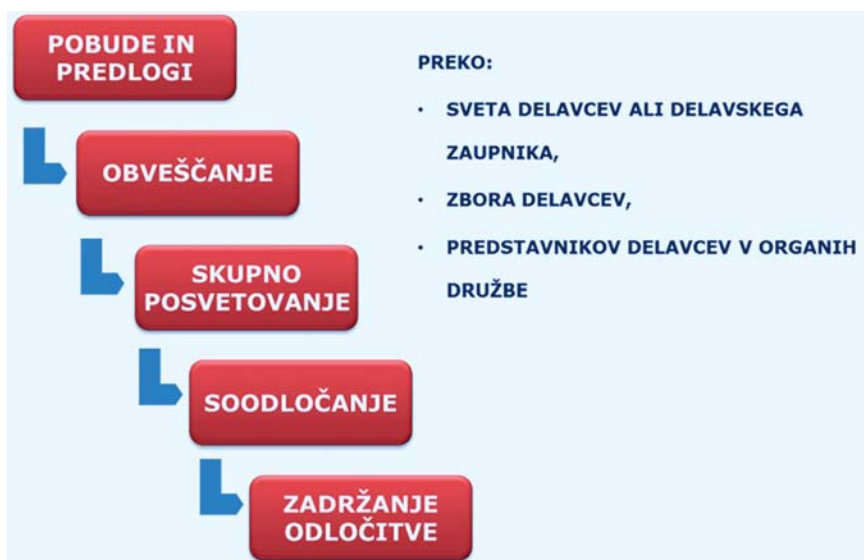 POBUDE IN
PREDLOGI
OBVEŠČANJE
SKUPNO
POSVETOVANJE
SOODLOČANJE
ZADRŽANJE
ODLOČITVE
PREKO:
• SVETA DELAVCEV ALI DELAVSKEGA
ZAUPNIKA,
• ZBORA DELAVCEV,
• PREDSTAVNIKOV DELAVCEV V ORGANIH
DRUŽBE